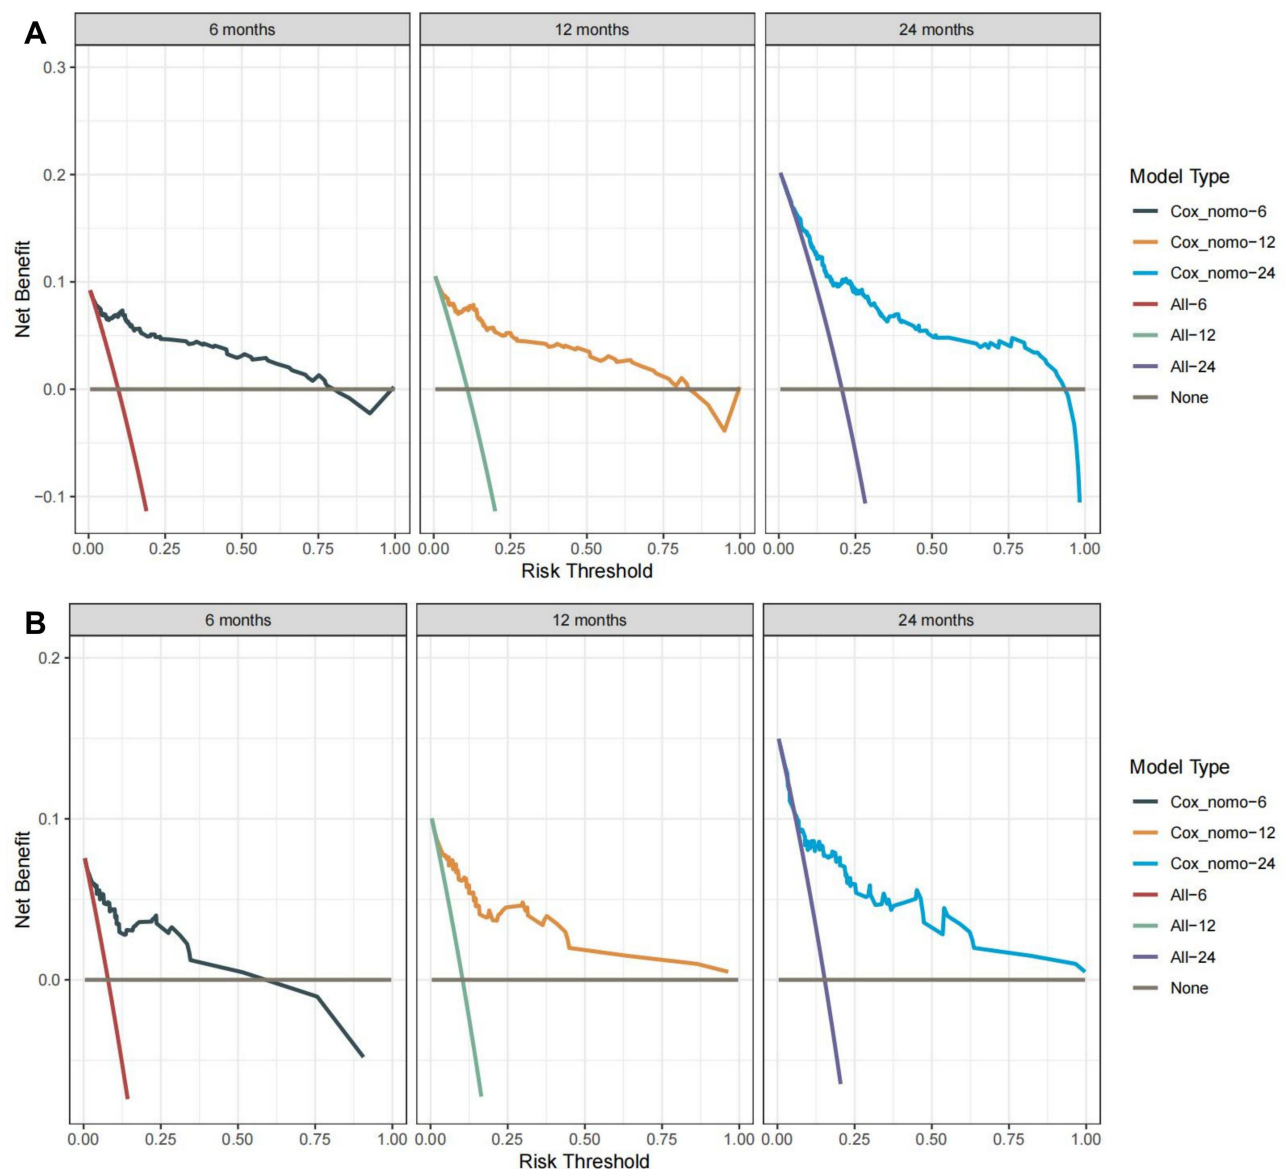 A
6 months
12 months
24 months
0.3
0.2
0.1
0.0
−0.1
Net Benefit
0.00 0.25 0.50 0.75 1.00
0.00 0.25 0.50 0.75 1.00
0.00 0.25 0.50 0.75 1.00
Risk Threshold
Model Type
Cox_nomo−6
Cox_nomo−12
Cox_nomo−24
All−6
All−12
All−24
None
B
6 months
12 months
24 months
0.2
0.1
0.0
Net Benefit
0.00 0.25 0.50 0.75 1.00
0.00 0.25 0.50 0.75 1.00
0.00 0.25 0.50 0.75 1.00
Risk Threshold
Model Type
Cox_nomo−6
Cox_nomo−12
Cox_nomo−24
All−6
All−12
All−24
None